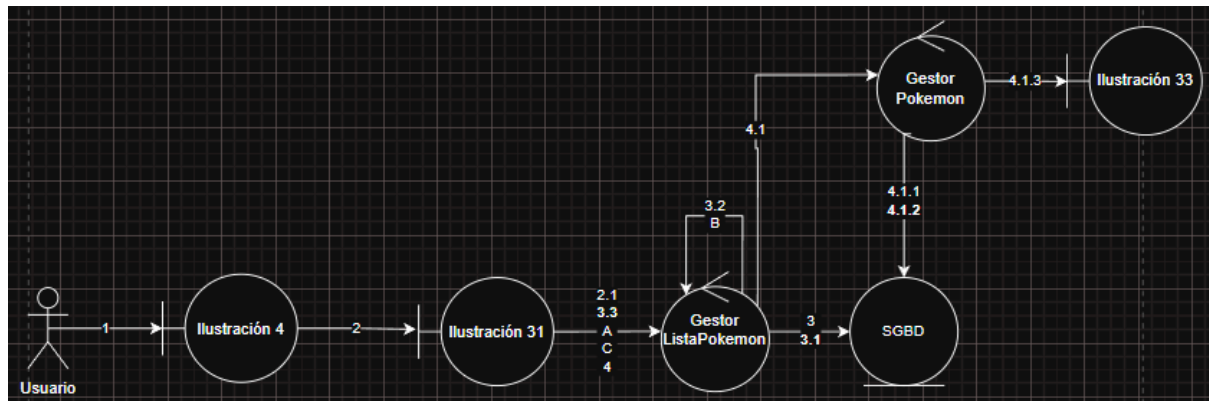 Gestor
Pokemon
4.1.3
Ilustración 33
4.1
4.1.1
4.1.2
3.2
B
Usuario
1
Ilustración 4
2
Ilustración 31
2.1
3.3
A
C
4
Gestor
ListaPokemon
3
3.1
SGBD